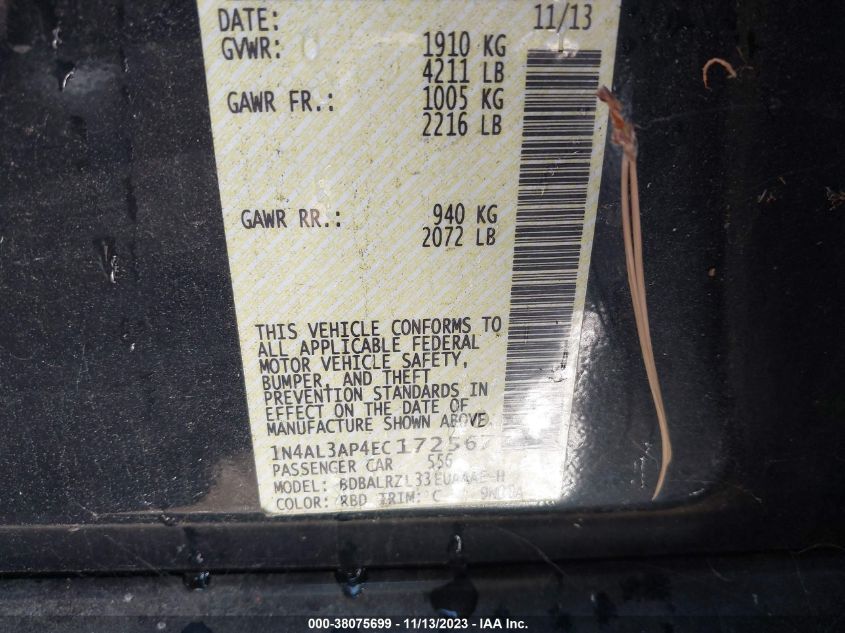 DATE: 11/13
GVWR: 1910 KG
4211 LB
GAWR FR.: 1005 KG
2216 LB
GAWR RR.: 940 KG
2072 LB
THIS VEHICLE CONFORMS TO
ALL APPLICABLE FEDERAL
MOTOR VEHICLE SAFETY,
BUMPER, AND THEFT
PREVENTION STANDARDS IN
EFFECT ON THE DATE OF
MANUFACTURE SHOWN ABOVE.
1N4AL3AP4EC172567
PASSENGER CAR
MODEL: BDBALRZL33EUAAAE-H
COLOR: KBD TRIM: C
000-38075699 - 11/13/2023 - IAA Inc.